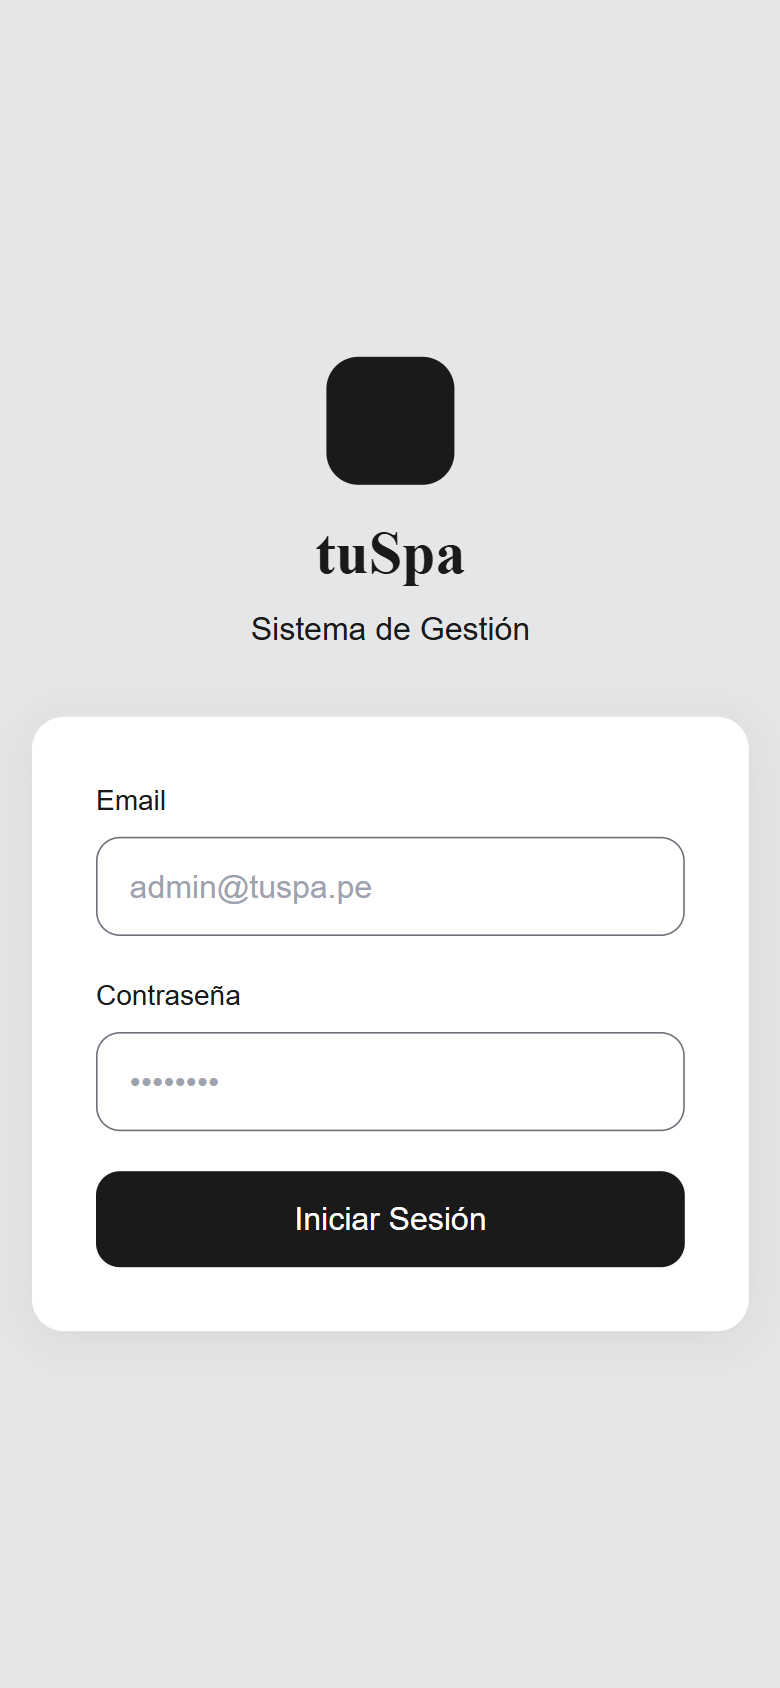 tuSpa
Sistema de Gestión
Email
admin@tuspa.pe
Contraseña
••••••••
Iniciar Sesión